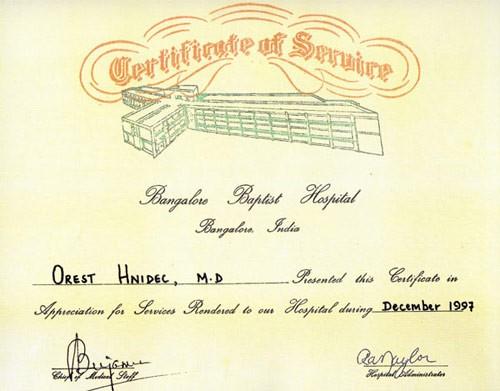 Certificate of Service
Bangalore Baptist Hospital
Bangalore, India
OREST HNIDEC, M.D Presented this Certificate in
Appreciation for Services Rendered to our Hospital during December 1997
Chief of Medical Staff Hospital Administrator